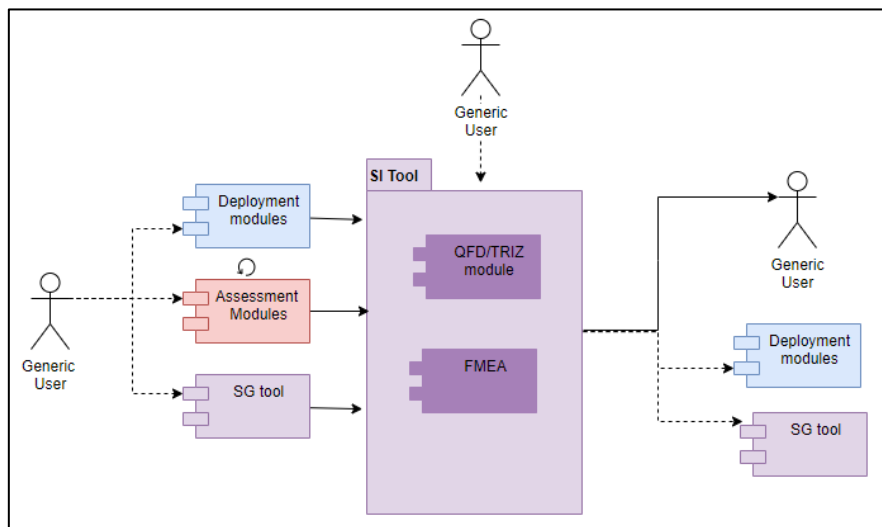 Generic
User
SI Tool
Deployment
modules
QFD/TRIZ
module
Generic
User
Assessment
Modules
Generic
User
Deployment
modules
FMEA
SG tool
SG tool